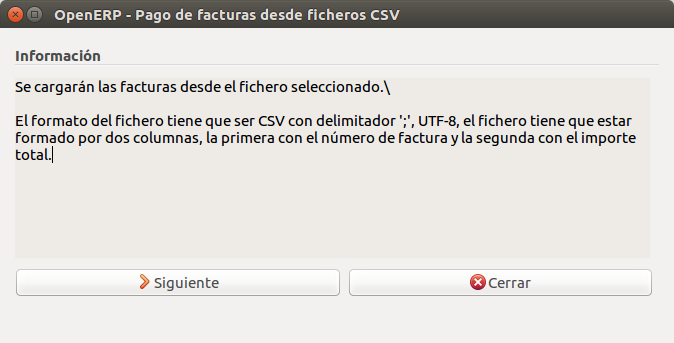 OpenERP - Pago de facturas desde ficheros CSV
Información
Se cargarán las facturas desde el fichero seleccionado.\
El formato del fichero tiene que ser CSV con delimitador ';', UTF-8, el fichero tiene que estar
formado por dos columnas, la primera con el número de factura y la segunda con el importe
total.
Siguiente
Cerrar